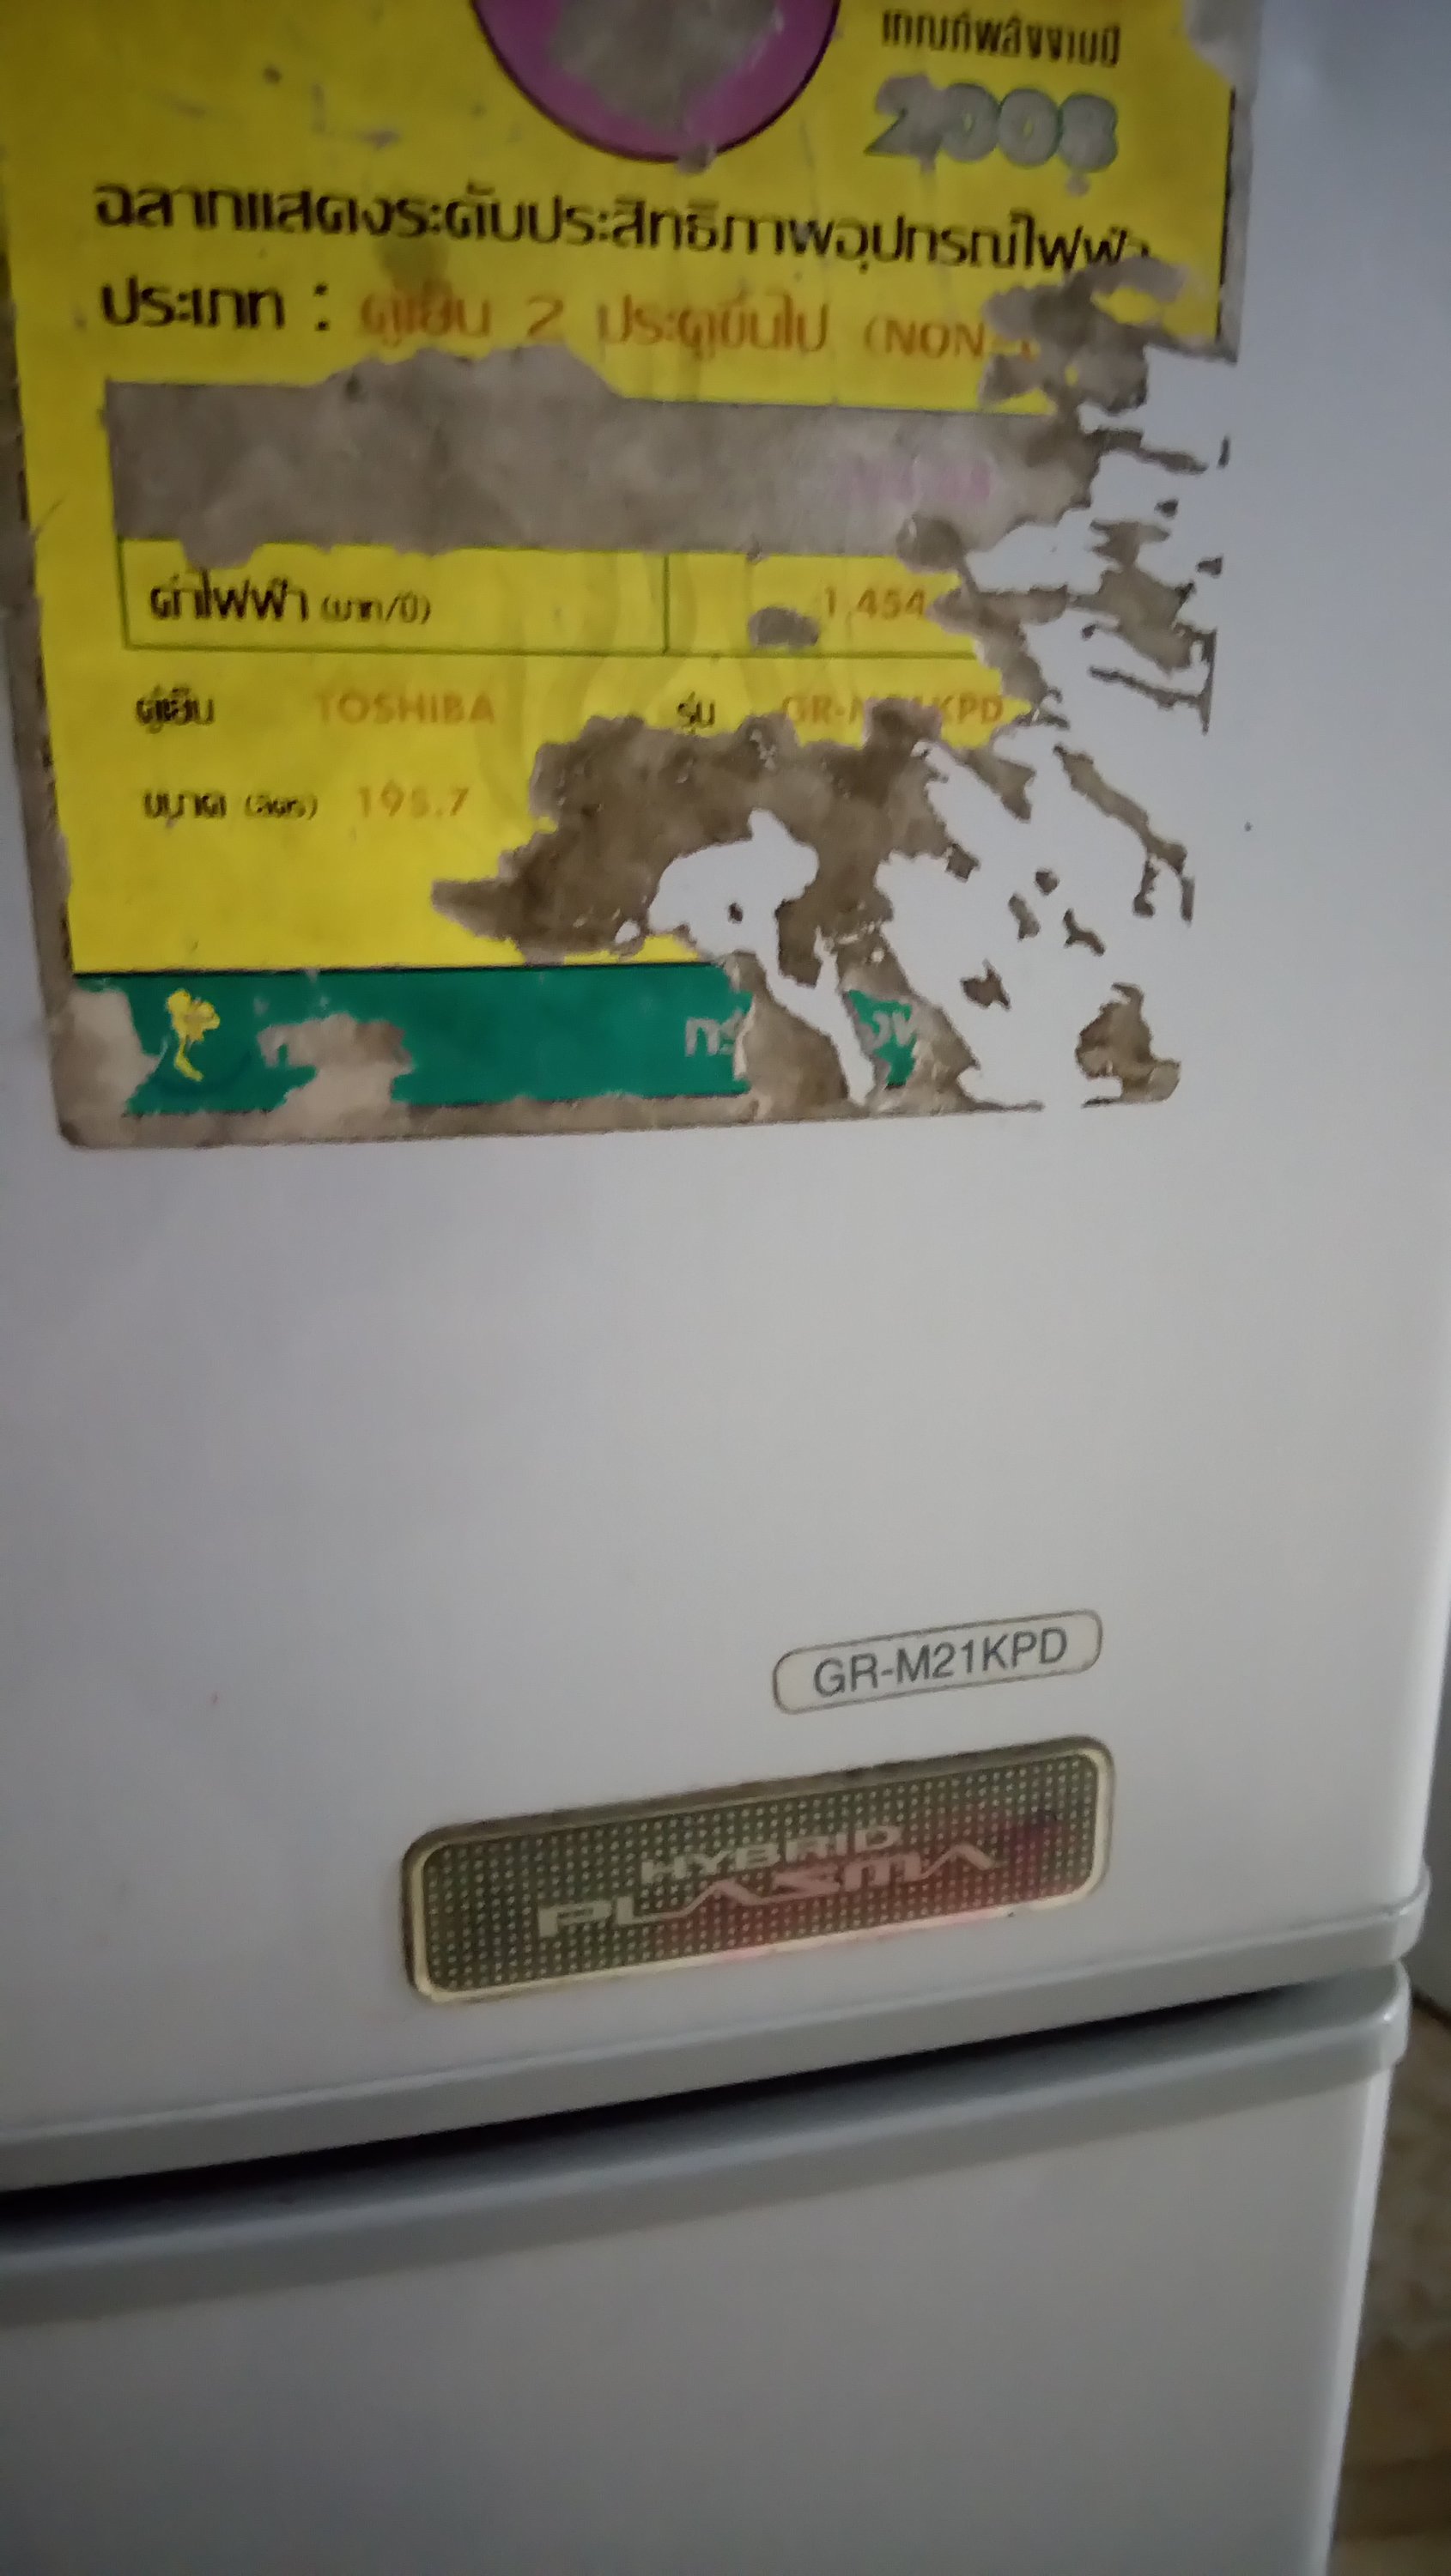 เกณฑ์พลังงานปี
2008
ฉลากแสดงระดับประสิทธิภาพอุปกรณ์ไฟฟ้า
ประเภท : ตู้เย็น 2 ประตูขึ้นไป (NON-
ค่าไฟฟ้า (บาท/ปี) 1,454
ตู้เย็น TOSHIBA รุ่น GR-M21KPD
ขนาด (ลิตร) 195.7
GR-M21KPD
HYBRID
PLASMA